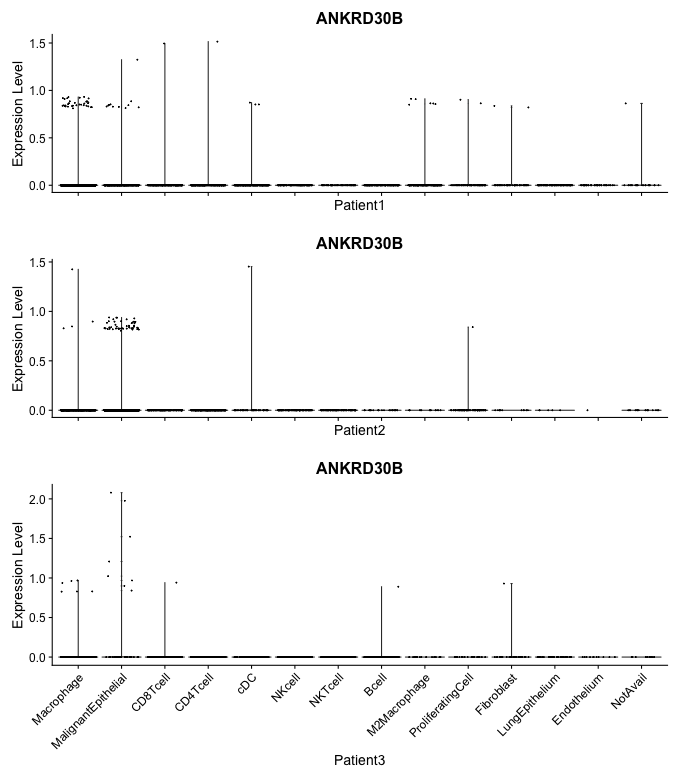 ANKRD30B
Expression Level
1.5
1.0
0.5
0.0
Patient1
ANKRD30B
Expression Level
1.5
1.0
0.5
0.0
Patient2
ANKRD30B
Expression Level
2.0
1.5
1.0
0.5
0.0
Macrophage
MalignantEpithelial
CD8Tcell
CD4Tcell
cDC
NKcell
NKTcell
Bcell
M2Macrophage
ProliferatingCell
Fibroblast
LungEpithelium
Endothelium
NotAvail
Patient3